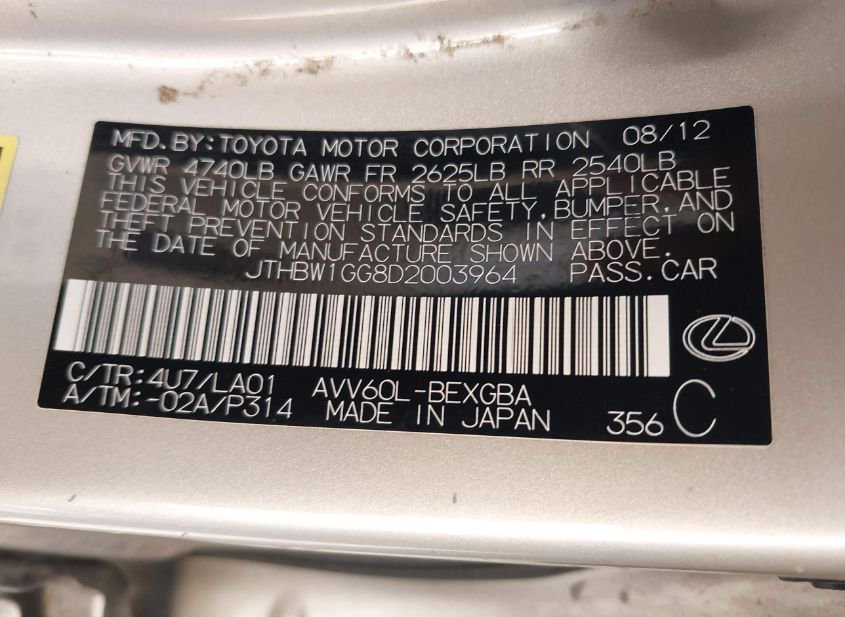 MFD.BY:TOYOTA MOTOR CORPORATION 08/12
GVWR 4740LB GAWR FR 2625LB RR 2540LB
THIS VEHICLE CONFORMS TO ALL APPLICABLE
FEDERAL MOTOR VEHICLE SAFETY,BUMPER,AND
THEFT PREVENTION STANDARDS IN EFFECT ON
THE DATE OF MANUFACTURE SHOWN ABOVE.
JTHBW1GG8D2003964 PASS.CAR
C/TR:4U7/LA01 AVV60L-BEXGBA
A/TM:-02A/P314 MADE IN JAPAN 356 C